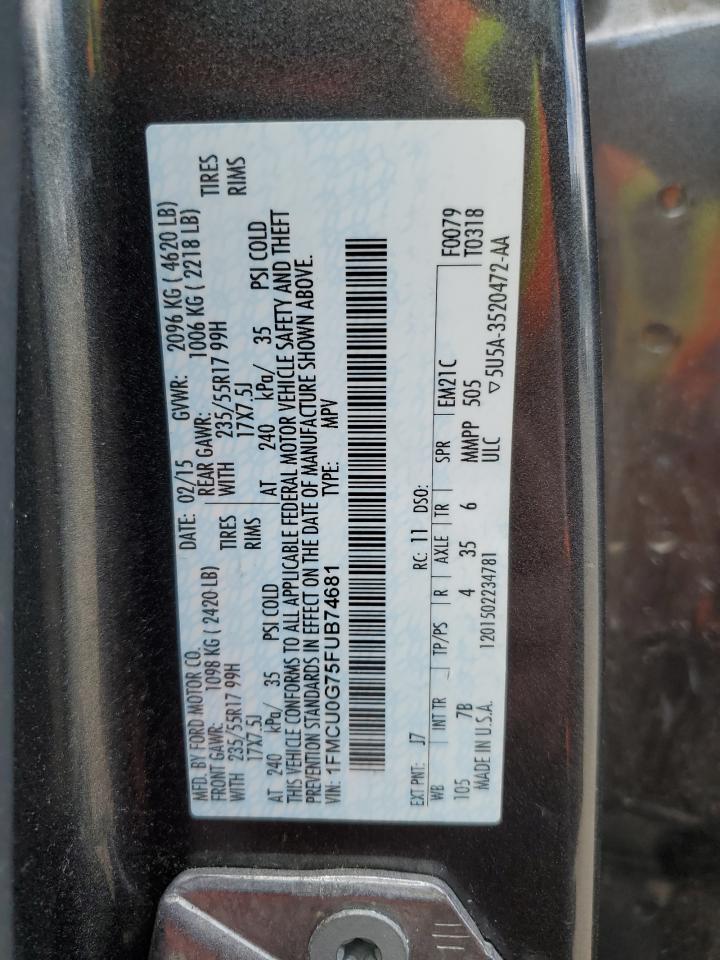 MFD. BY FORD MOTOR CO. DATE: 02/15 GVWR: 2096 KG ( 4620 LB)
FRONT GAWR: 1098 KG ( 2420 LB) REAR GAWR: 1006 KG ( 2218 LB)
WITH 235/55R17 99H TIRES WITH 235/55R17 99H TIRES
17X7.5J RIMS 17X7.5J RIMS
AT 240 kPa/ 35 PSI COLD AT 240 kPa/ 35 PSI COLD
THIS VEHICLE CONFORMS TO ALL APPLICABLE FEDERAL MOTOR VEHICLE SAFETY AND THEFT
PREVENTION STANDARDS IN EFFECT ON THE DATE OF MANUFACTURE SHOWN ABOVE.
VIN: 1FMCU0G75FUB74681 TYPE: MPV
EXT PNT: J7 RC: 11 DSO:
WB INT TR TP/PS R AXLE TR SPR EM21C F0079
105 7B 4 35 6 MMPP 505 T0318
MADE IN U.S.A. 1201502234781 ULC ▽5U5A-3520472-AA